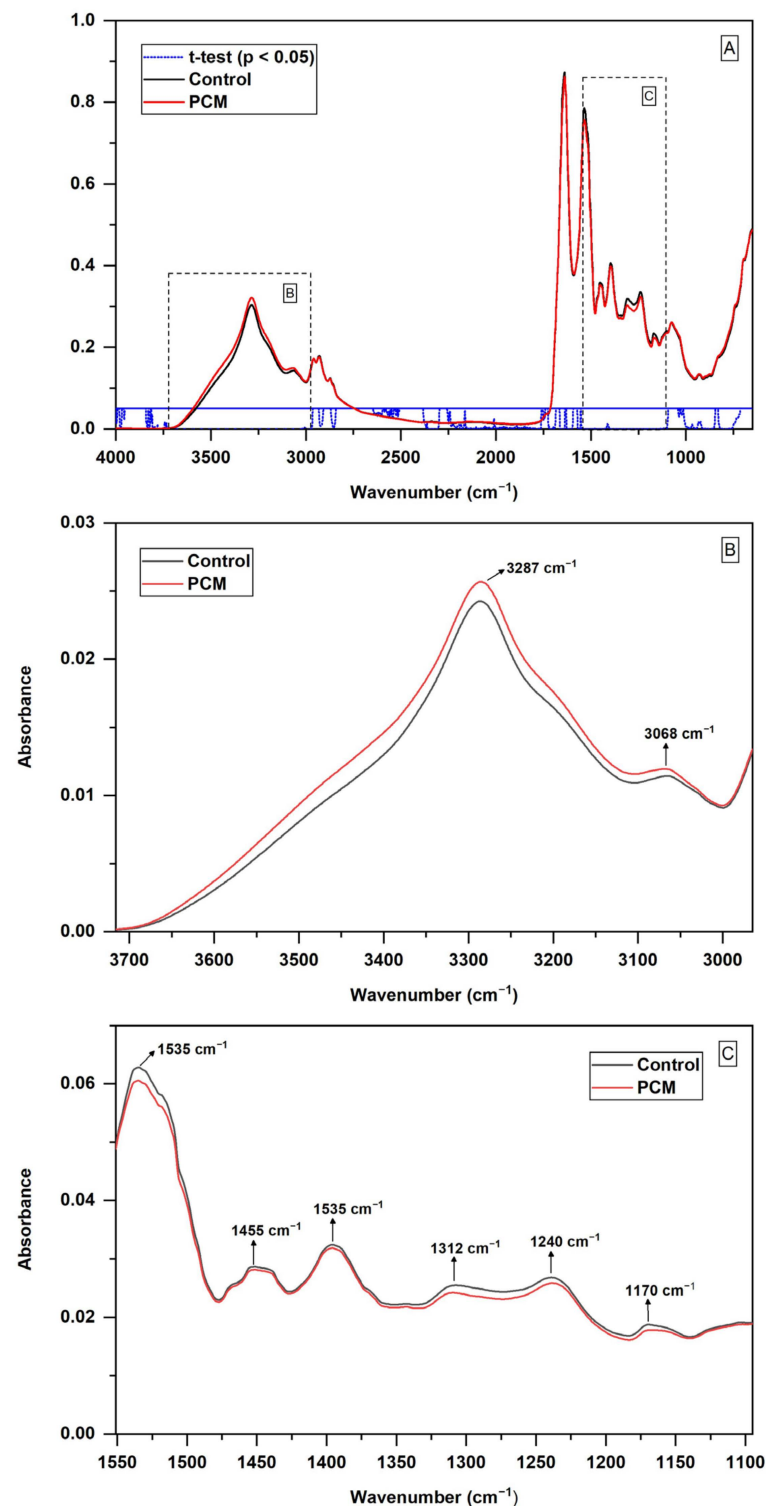 1.0
0.8
0.6
0.4
0.2
0.0
t-test (p < 0.05)
Control
PCM
A
B
C
4000 3500 3000 2500 2000 1500 1000
Wavenumber (cm⁻¹)
0.03
0.02
0.01
0.00
Control
PCM
B
3287 cm⁻¹
3068 cm⁻¹
Absorbance
3700 3600 3500 3400 3300 3200 3100 3000
Wavenumber (cm⁻¹)
0.06
0.04
0.02
0.00
Control
PCM
C
1535 cm⁻¹
1455 cm⁻¹
1535 cm⁻¹
1312 cm⁻¹
1240 cm⁻¹
1170 cm⁻¹
Absorbance
1550 1500 1450 1400 1350 1300 1250 1200 1150 1100
Wavenumber (cm⁻¹)